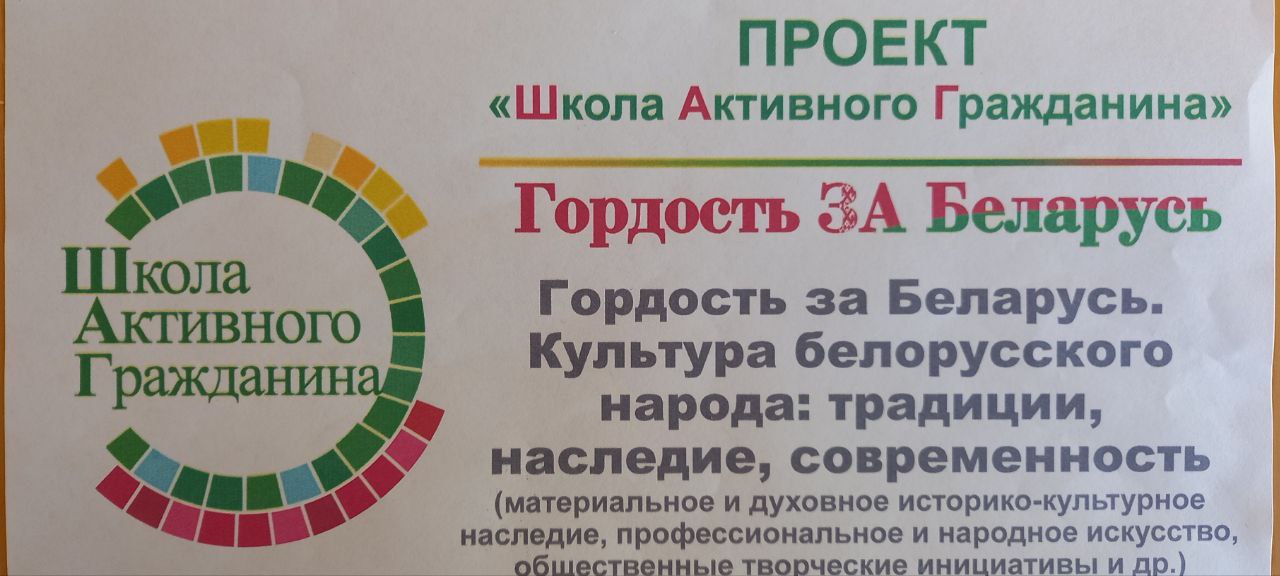 ПРОЕКТ
«Школа Активного Гражданина»
Гордость ЗА Беларусь
Школа
Активного
Гражданина
Гордость за Беларусь.
Культура белорусского
народа: традиции,
наследие, современность
(материальное и духовное историко-культурное
наследие, профессиональное и народное искусство,
общественные творческие инициативы и др.)